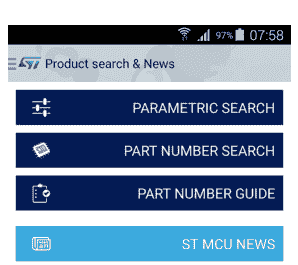 97% 07:58
Product search & News
PARAMETRIC SEARCH
PART NUMBER SEARCH
PART NUMBER GUIDE
ST MCU NEWS